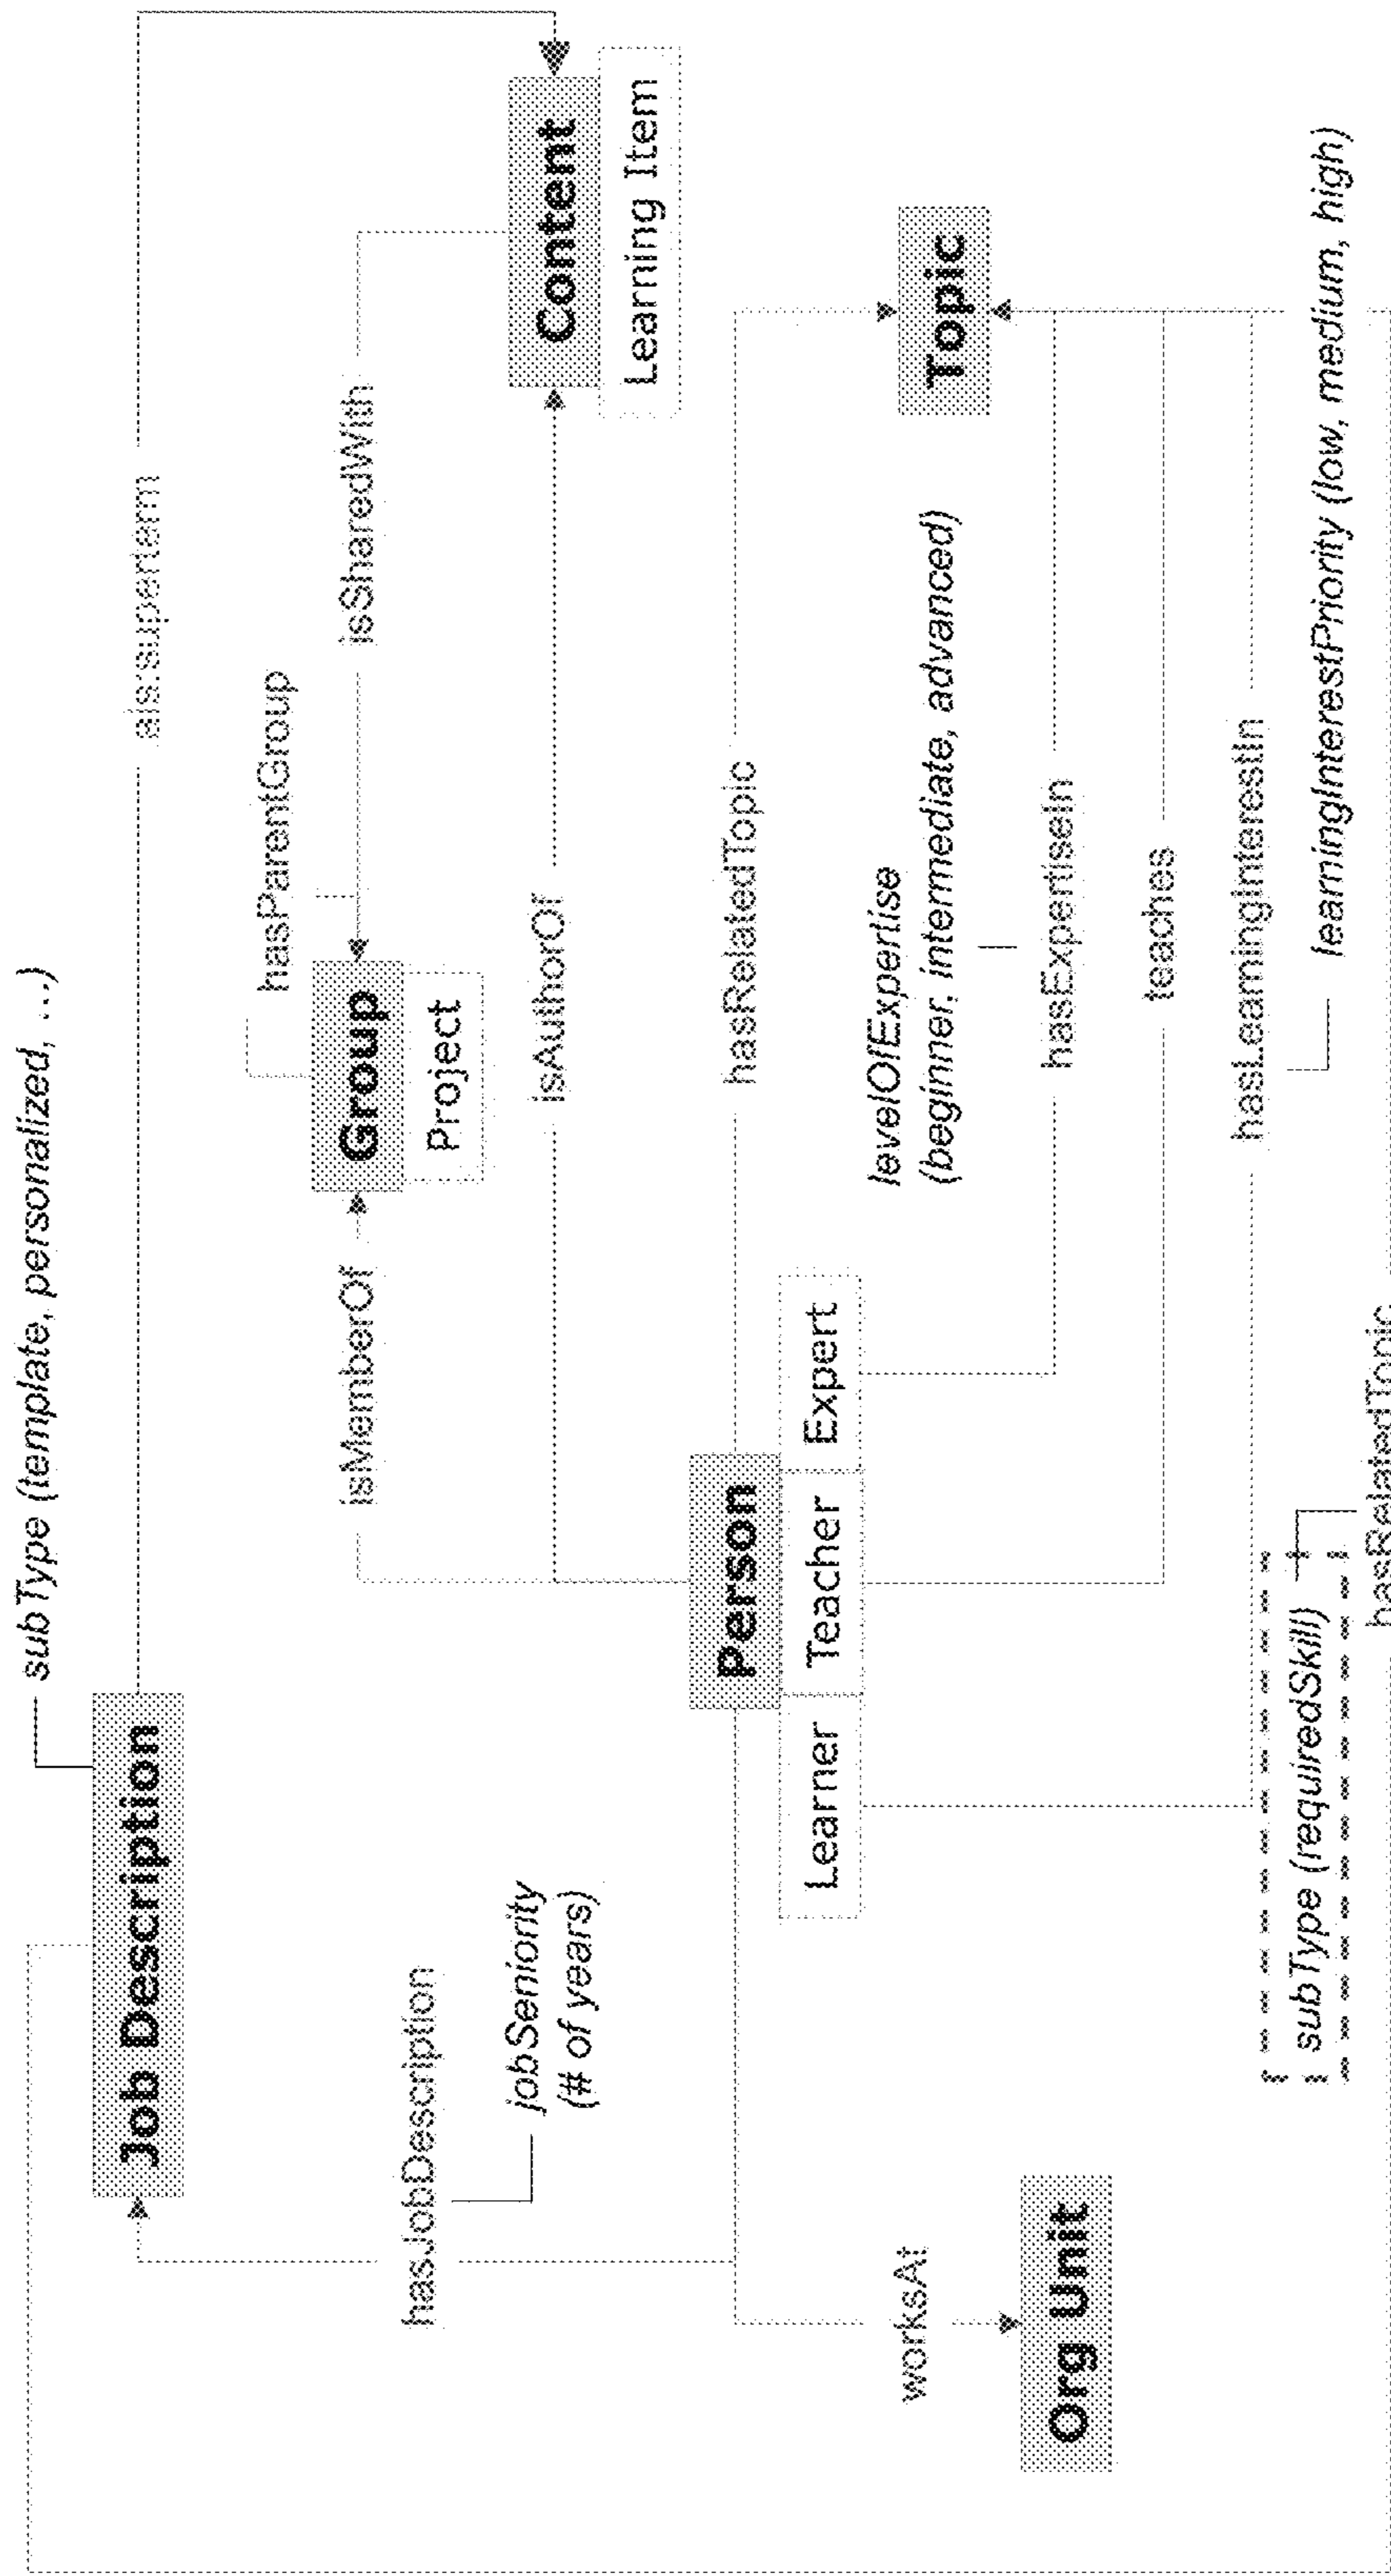 subType (template, personalized, ...)
Job Description
als:superterm
hasParentGroup
hasJobDescription
isMemberOf
Group
isSharedWith
Project
jobSeniority
(# of years)
isAuthorOf
Content
Learning Item
Person
hasRelatedTopic
Learner
Teacher
Expert
levelOfExpertise
(beginner, intermediate, advanced)
worksAt
Topic
Org Unit
hasExpertiseIn
teaches
hasLearningInterestIn
subType (requiredSkill)
learningInterestPriority (low, medium, high)
hasRelatedTopic